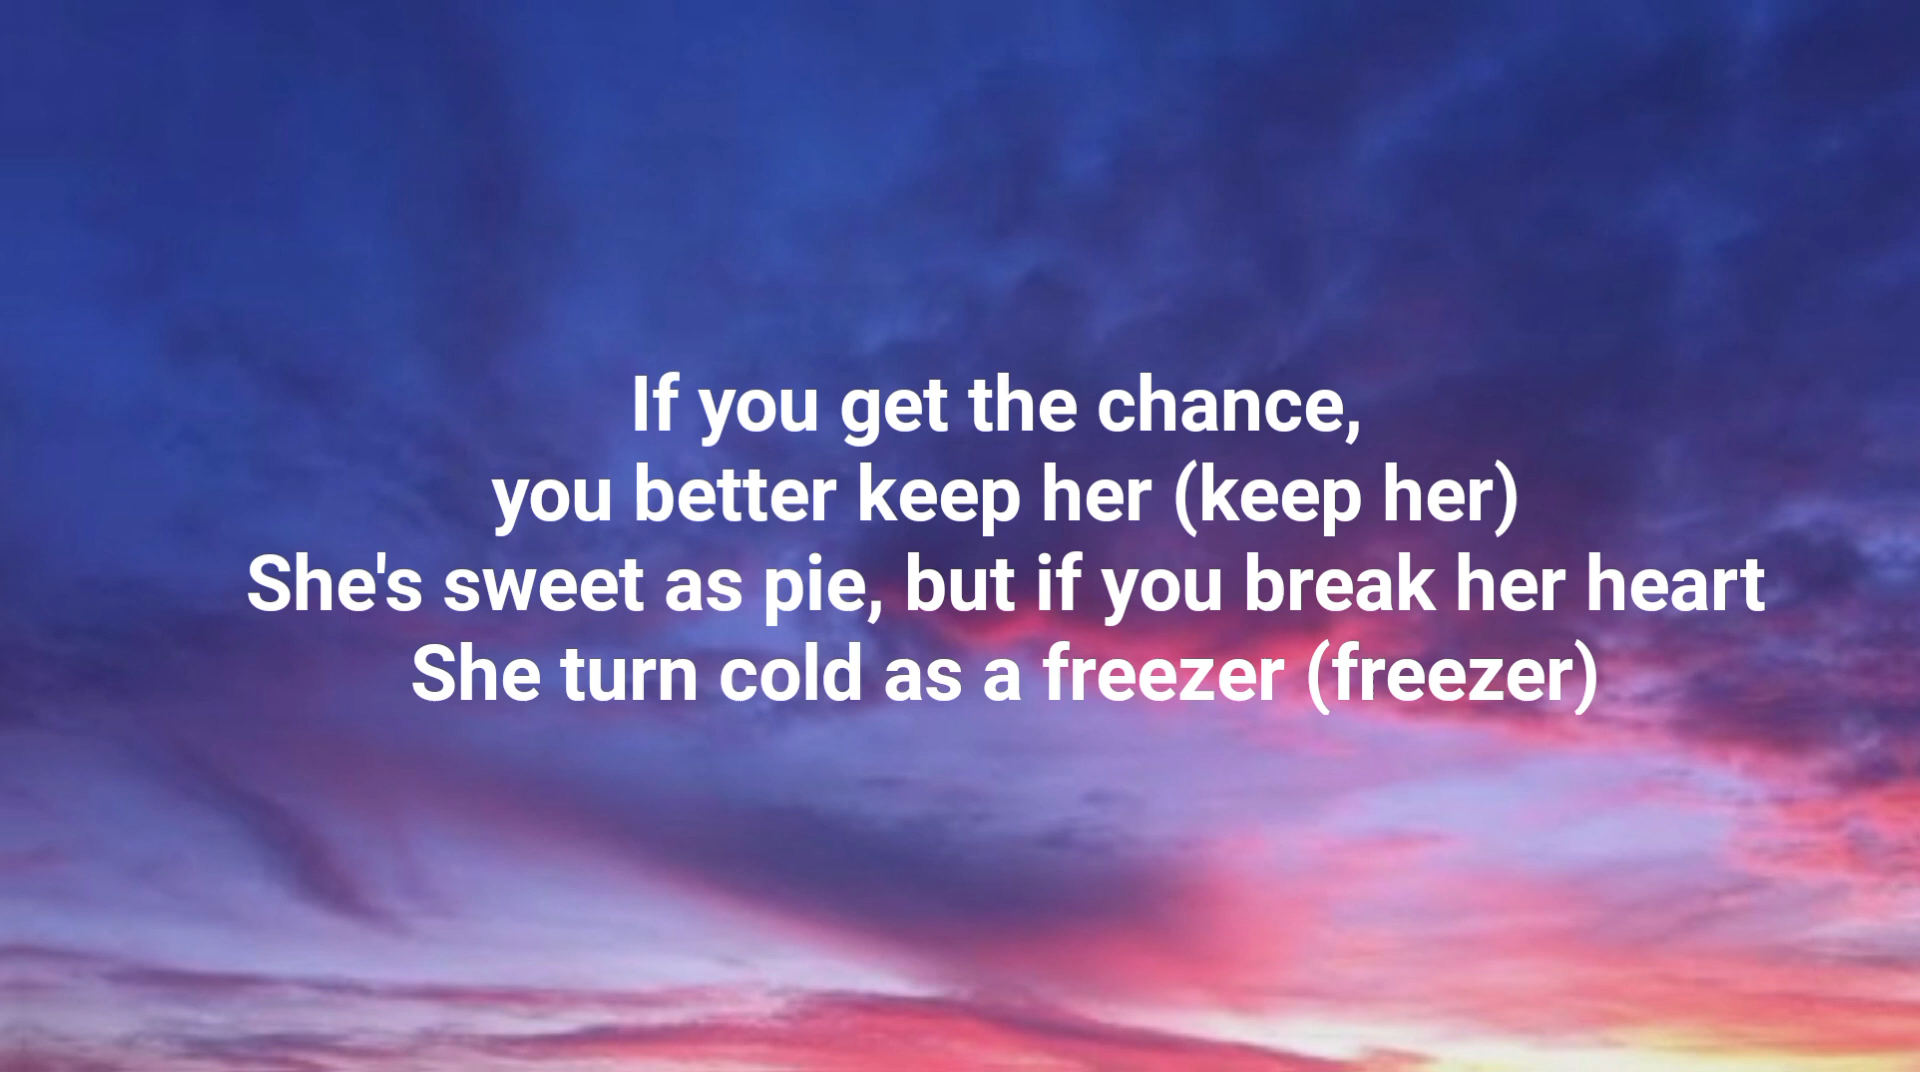 If you get the chance,
you better keep her (keep her)
She's sweet as pie, but if you break her heart
She turn cold as a freezer (freezer)